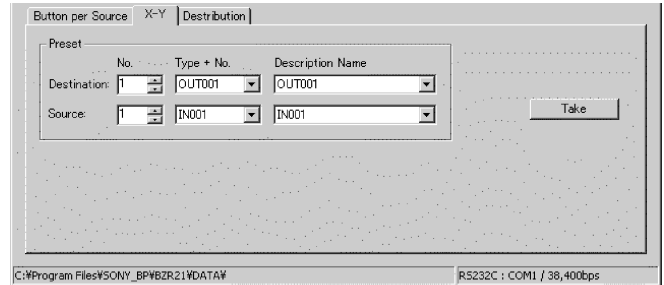 Button per Source X-Y Destribution
Preset
No. Type + No. Description Name
Destination: 1 OUT001 OUT001
Source: 1 IN001 IN001
Take
C:¥Program Files¥SONY_BP¥BZR21¥DATA¥ RS232C : COM1 / 38,400bps